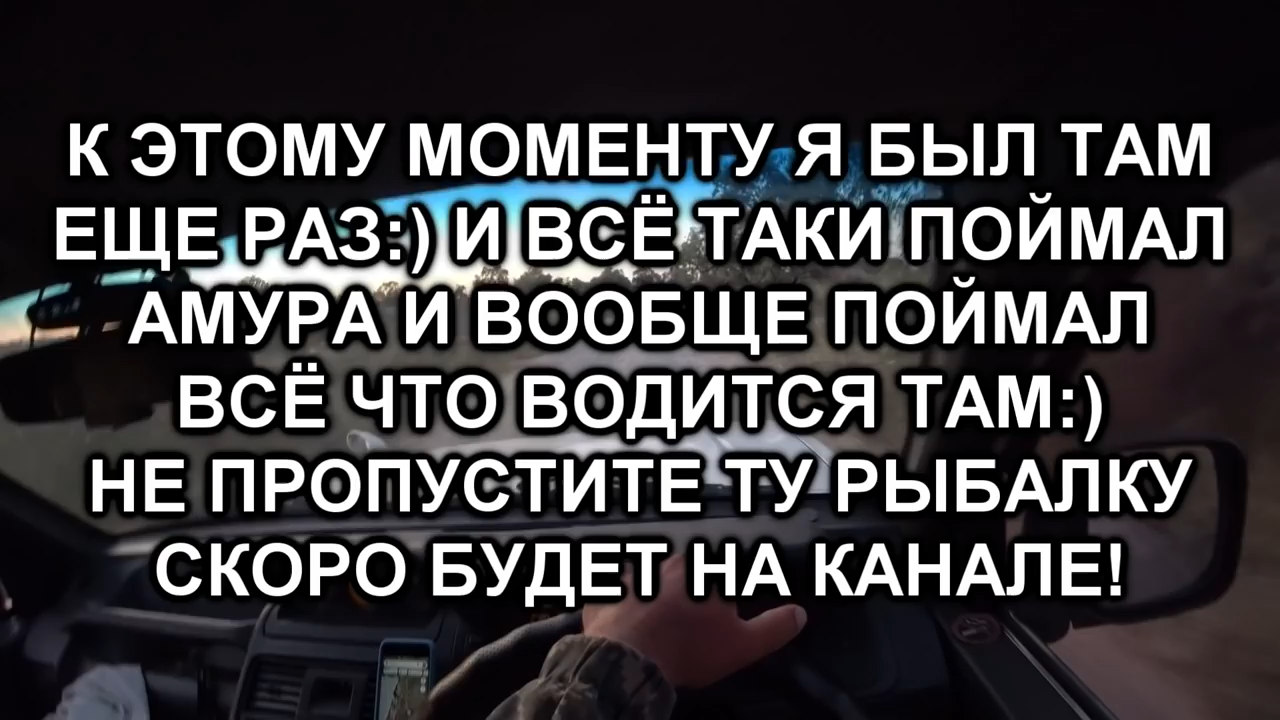 К ЭТОМУ МОМЕНТУ Я БЫЛ ТАМ
ЕЩЕ РАЗ:) И ВСЁ ТАКИ ПОЙМАЛ
АМУРА И ВООБЩЕ ПОЙМАЛ
ВСЁ ЧТО ВОДИТСЯ ТАМ:)
НЕ ПРОПУСТИТЕ ТУ РЫБАЛКУ
СКОРО БУДЕТ НА КАНАЛЕ!